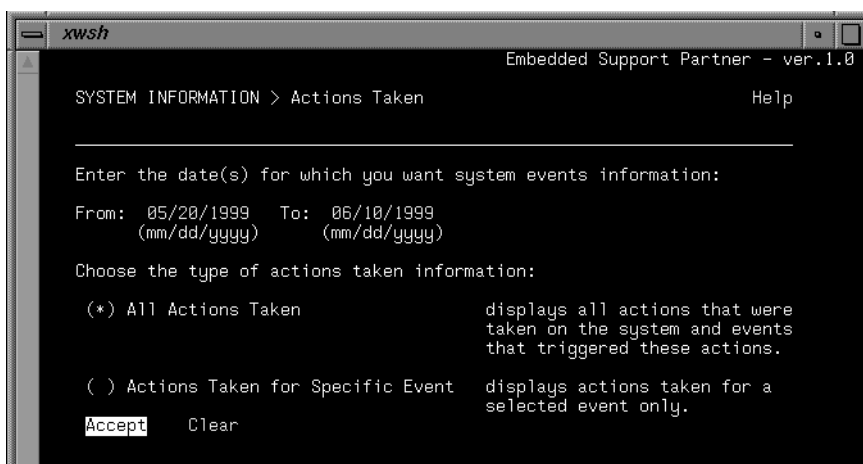 xwsh
Embedded Support Partner - ver.1.0
SYSTEM INFORMATION > Actions Taken Help
Enter the date(s) for which you want system events information:
From: 05/20/1999 To: 06/10/1999
(mm/dd/yyyy) (mm/dd/yyyy)
Choose the type of actions taken information:
(*) All Actions Taken displays all actions that were
taken on the system and events
that triggered these actions.
( ) Actions Taken for Specific Event displays actions taken for a
selected event only.
Accept Clear